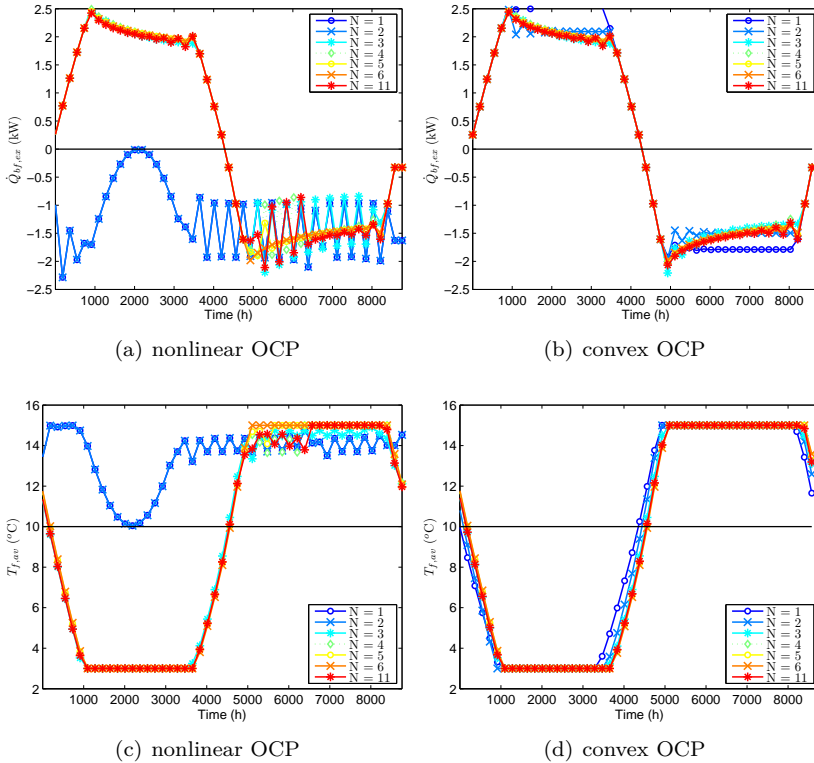 2.5
2
1.5
1
0.5
0
−0.5
−1
−1.5
−2
−2.5
Q̇bf,ex (kW)
1000 2000 3000 4000 5000 6000 7000 8000
Time (h)
N = 1
N = 2
N = 3
N = 4
N = 5
N = 6
N = 11
(a) nonlinear OCP
2.5
2
1.5
1
0.5
0
−0.5
−1
−1.5
−2
−2.5
Q̇bf,ex (kW)
1000 2000 3000 4000 5000 6000 7000 8000
Time (h)
N = 1
N = 2
N = 3
N = 4
N = 5
N = 6
N = 11
(b) convex OCP
16
14
12
10
8
6
4
2
Tf,av (°C)
1000 2000 3000 4000 5000 6000 7000 8000
Time (h)
N = 1
N = 2
N = 3
N = 4
N = 5
N = 6
N = 11
(c) nonlinear OCP
16
14
12
10
8
6
4
2
Tf,av (°C)
1000 2000 3000 4000 5000 6000 7000 8000
Time (h)
N = 1
N = 2
N = 3
N = 4
N = 5
N = 6
N = 11
(d) convex OCP